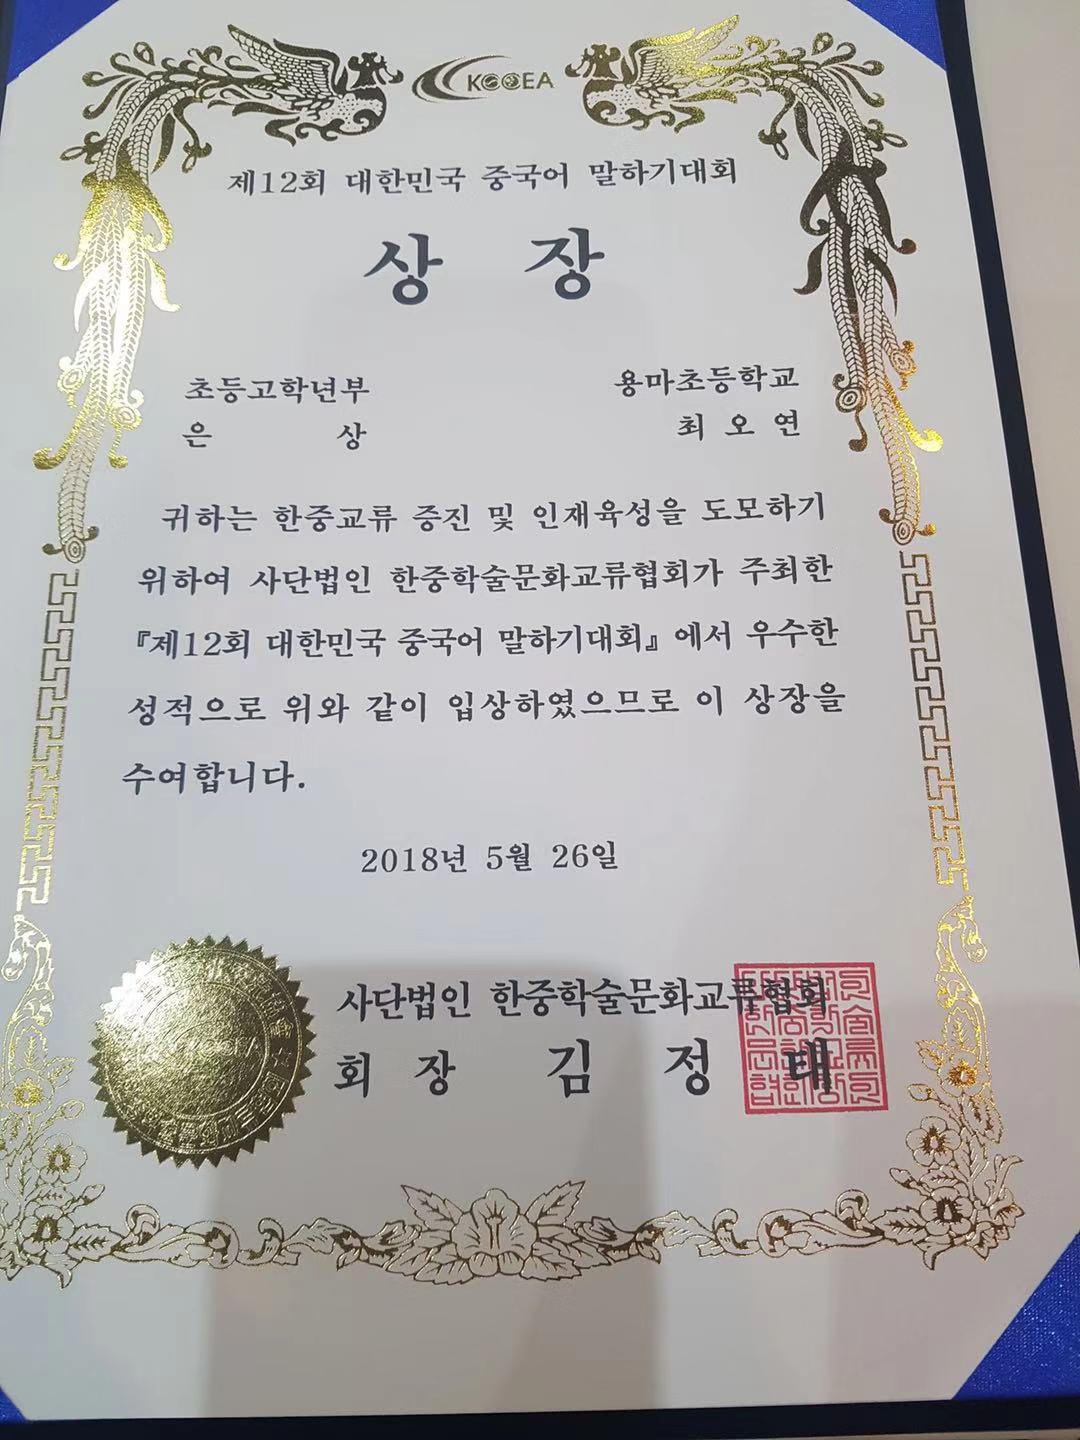 KCCEA
제12회 대한민국 중국어 말하기대회
상 장
초등고학년부 용마초등학교
은 상 최 오 연
귀하는 한중교류 증진 및 인재육성을 도모하기
위하여 사단법인 한중학술문화교류협회가 주최한
『제12회 대한민국 중국어 말하기대회』에서 우수한
성적으로 위와 같이 입상하였으므로 이 상장을
수여합니다.
2018년 5월 26일
사단법인 한중학술문화교류협회
회 장 김 정 태